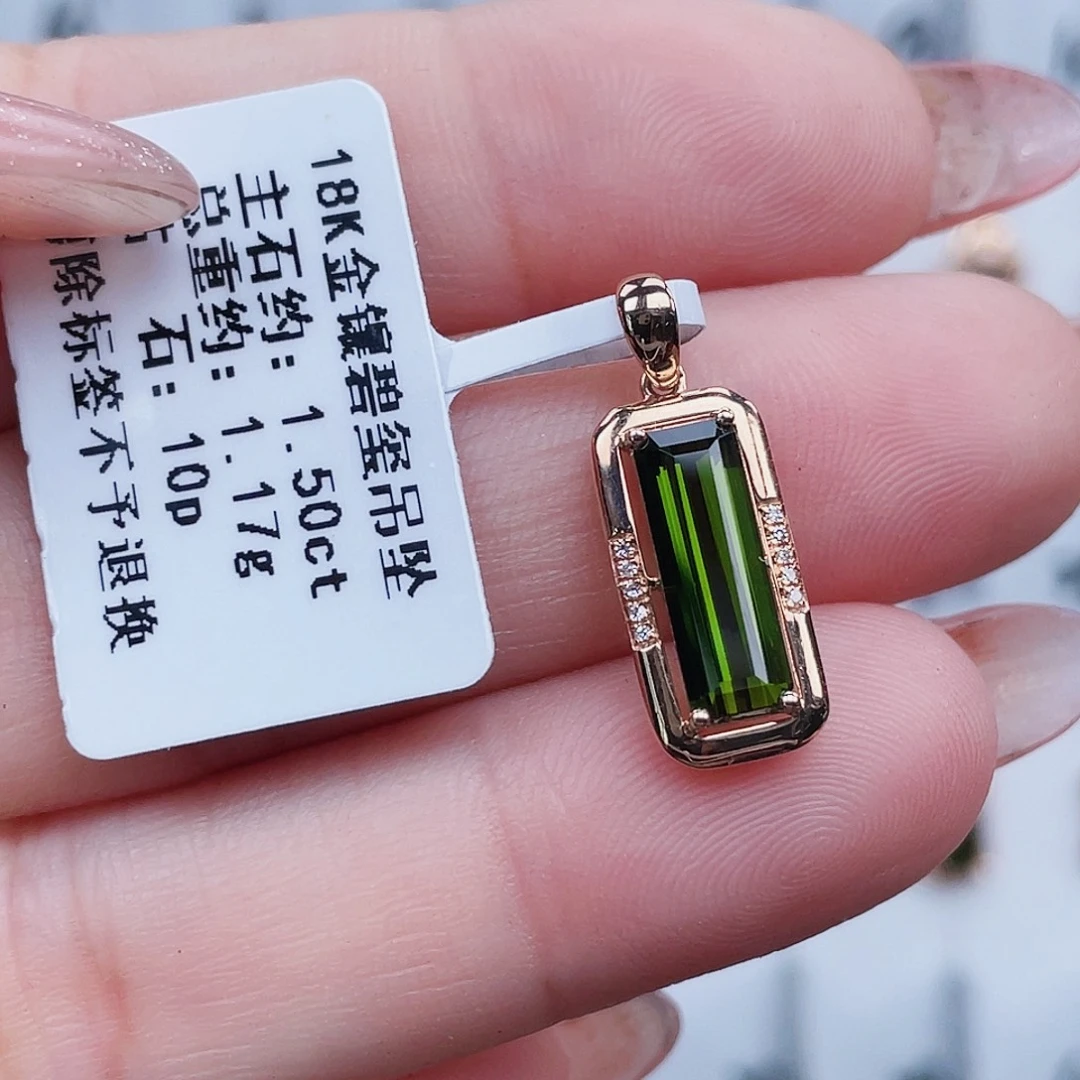 18K金镶碧玺吊坠
主石约: 1.50ct
总重约: 1.17g
石: 10p
除标签不予退换